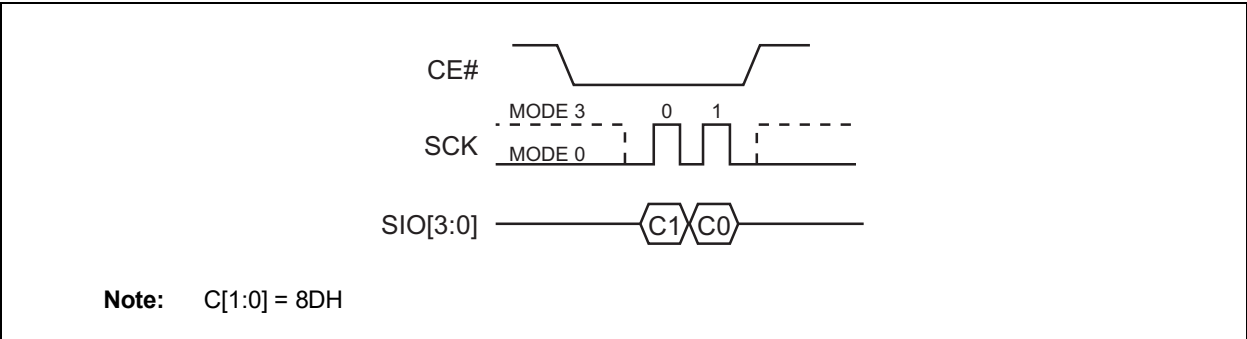 CE#
MODE 3 0 1
SCK
MODE 0
SIO[3:0] C1 C0
Note: C[1:0] = 8DH